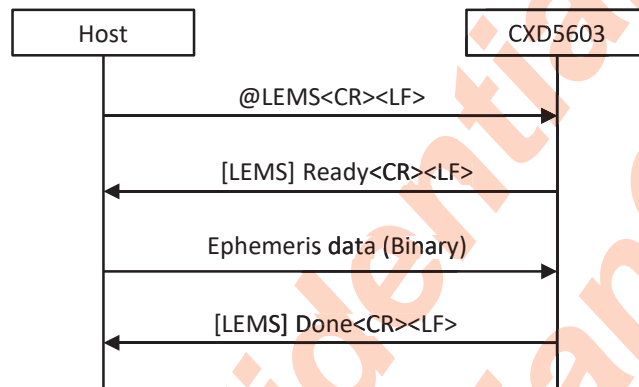 Host
CXD5603
@LEMS<CR><LF>
[LEMS] Ready<CR><LF>
Ephemeris data (Binary)
[LEMS] Done<CR><LF>